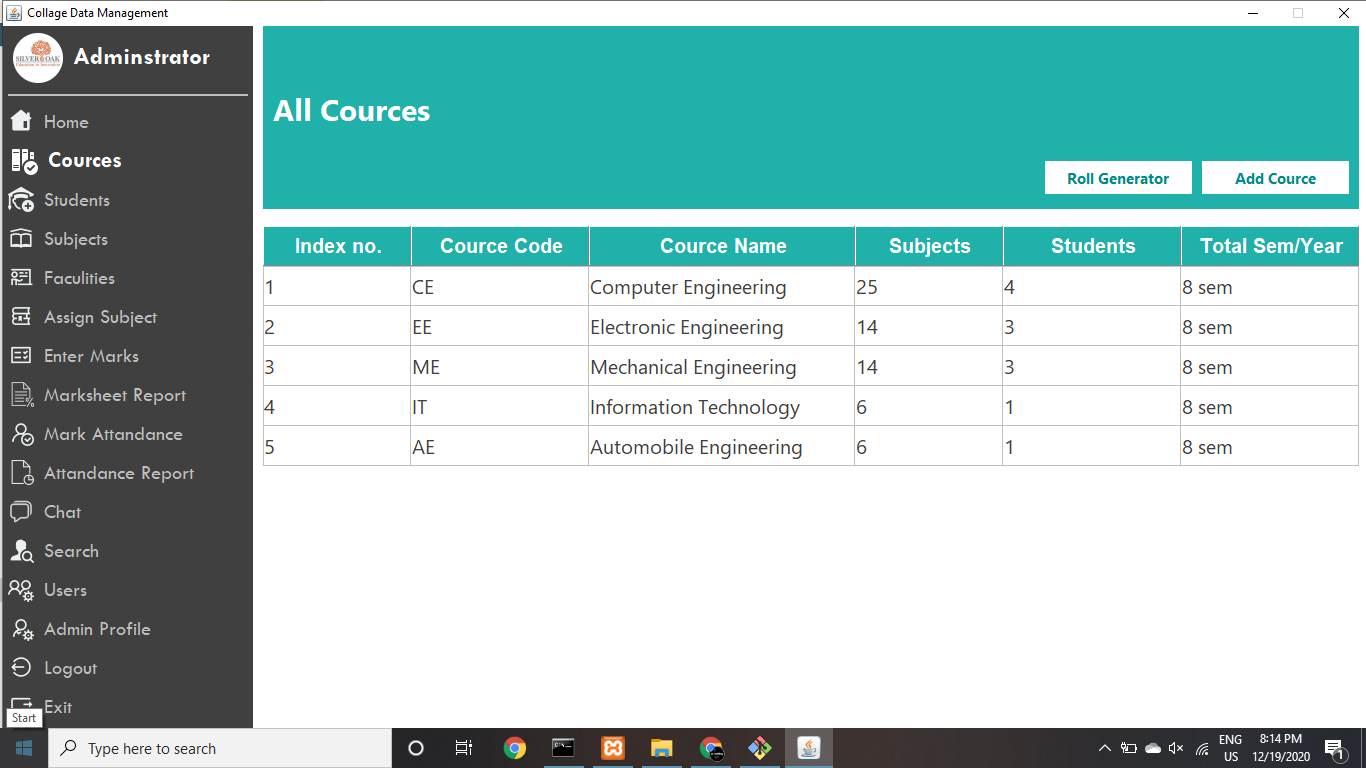 Collage Data Management
SILVER OAK
Adminstrator
Home
Cources
Students
Subjects
Faculities
Assign Subject
Enter Marks
Marksheet Report
Mark Attandance
Attandance Report
Chat
Search
Users
Admin Profile
Logout
Exit
Start
All Cources
Roll Generator Add Cource
Index no. Cource Code Cource Name Subjects Students Total Sem/Year
1 CE Computer Engineering 25 4 8 sem
2 EE Electronic Engineering 14 3 8 sem
3 ME Mechanical Engineering 14 3 8 sem
4 IT Information Technology 6 1 8 sem
5 AE Automobile Engineering 6 1 8 sem
Type here to search
ENG
US
8:14 PM
12/19/2020
1